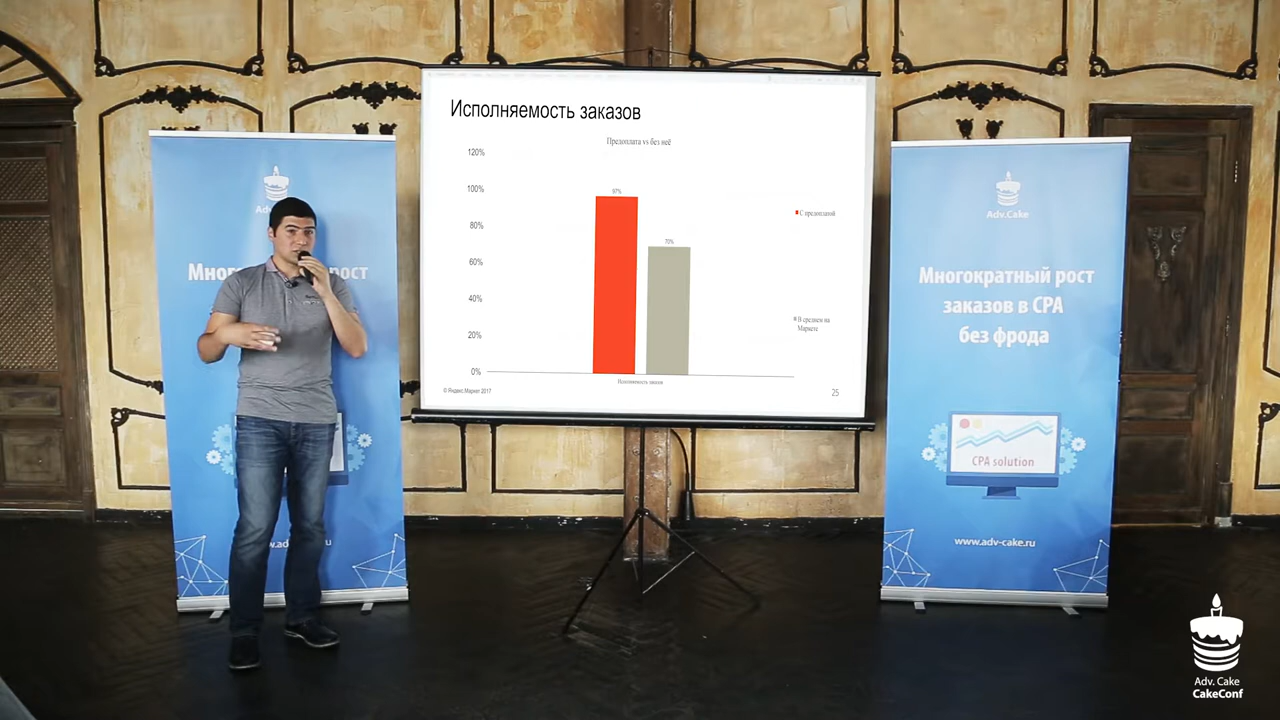 Исполняемость заказов
Предоплата vs без неё
120%
100%
80%
60%
40%
20%
0%
97%
70%
С предоплатой
В среднем на
Маркете
Исполняемость заказов
© Яндекс.Маркет 2017
25
Adv.Cake
Многократный рост
заказов в CPA
без фрода
CPA solution
www.adv-cake.ru
Adv. Cake
CakeConf